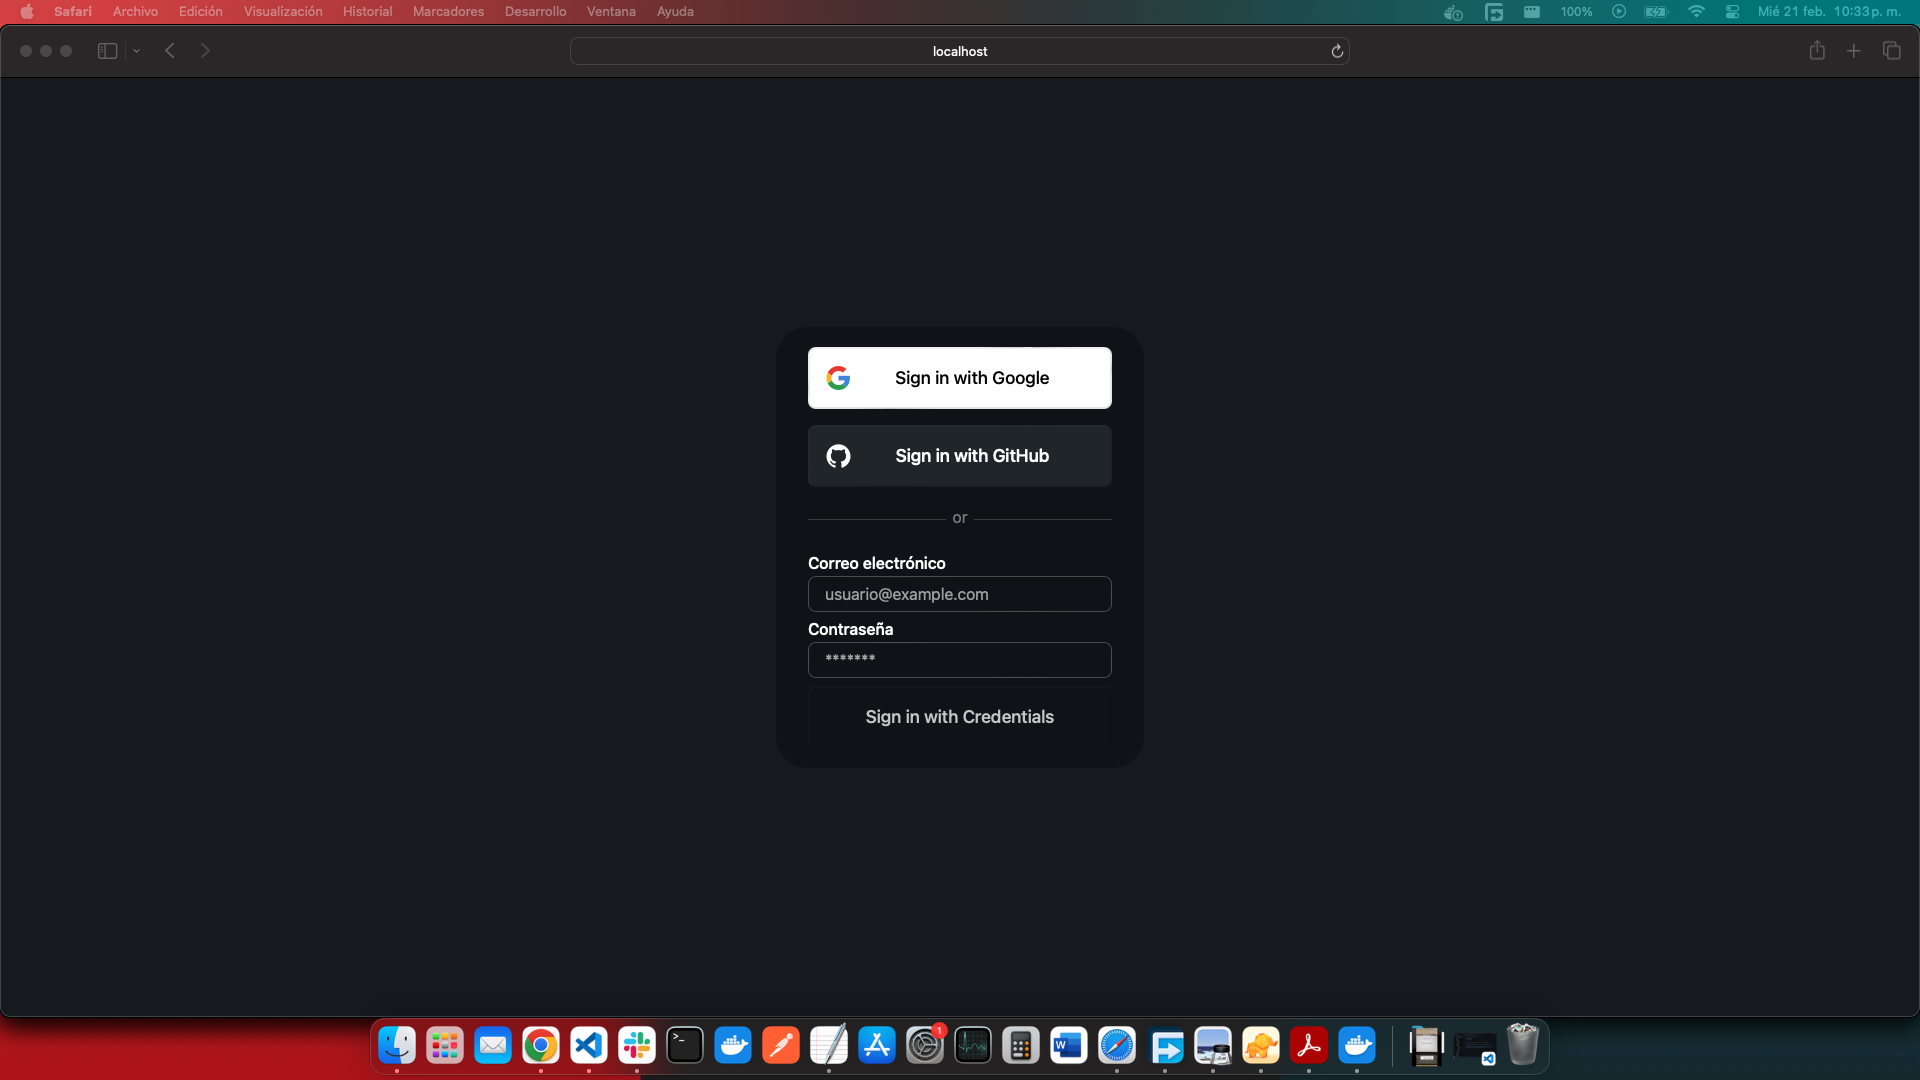 Safari Archivo Edición Visualización Historial Marcadores Desarrollo Ventana Ayuda 100% Mié 21 feb. 10:33 p. m.
localhost
Sign in with Google
Sign in with GitHub
or
Correo electrónico
usuario@example.com
Contraseña
*******
Sign in with Credentials
1